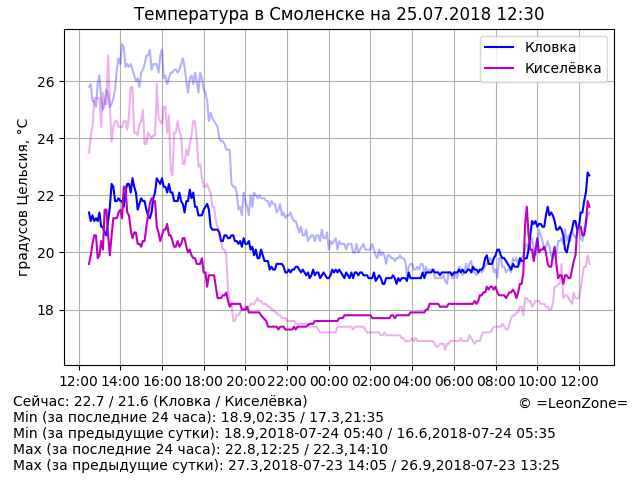 Температура в Смоленске на 25.07.2018 12:30
Кловка
Киселёвка
градусов Цельсия, °C
26
24
22
20
18
12:00 14:00 16:00 18:00 20:00 22:00 00:00 02:00 04:00 06:00 08:00 10:00 12:00
Сейчас: 22.7 / 21.6 (Кловка / Киселёвка)
© =LeonZone=
Min (за последние 24 часа): 18.9,02:35 / 17.3,21:35
Min (за предыдущие сутки): 18.9,2018-07-24 05:40 / 16.6,2018-07-24 05:35
Max (за последние 24 часа): 22.8,12:25 / 22.3,14:10
Max (за предыдущие сутки): 27.3,2018-07-23 14:05 / 26.9,2018-07-23 13:25